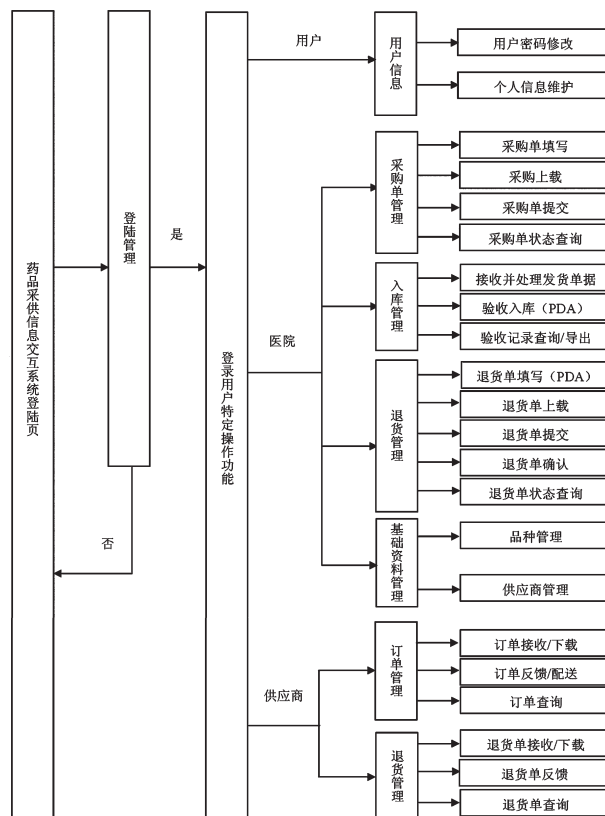 药品采供信息交互系统登陆页
登陆管理
是
否
登录用户特定操作功能
用户
用户信息
用户密码修改
个人信息维护
医院
采购单管理
采购单填写
采购上载
采购单提交
采购单状态查询
入库管理
接收并处理发货单据
验收入库（PDA）
验收记录查询/导出
退货管理
退货单填写（PDA）
退货单上载
退货单提交
退货单确认
退货单状态查询
基础资料管理
品种管理
供应商管理
供应商
订单管理
订单接收/下载
订单反馈/配送
订单查询
退货管理
退货单接收/下载
退货单反馈
退货单查询